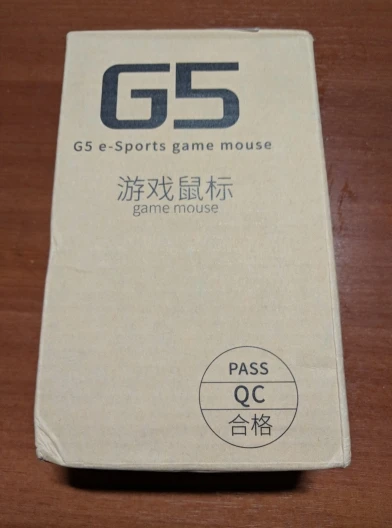 G5
G5 e-Sports game mouse
游戏鼠标
game mouse
PASS
QC
合格